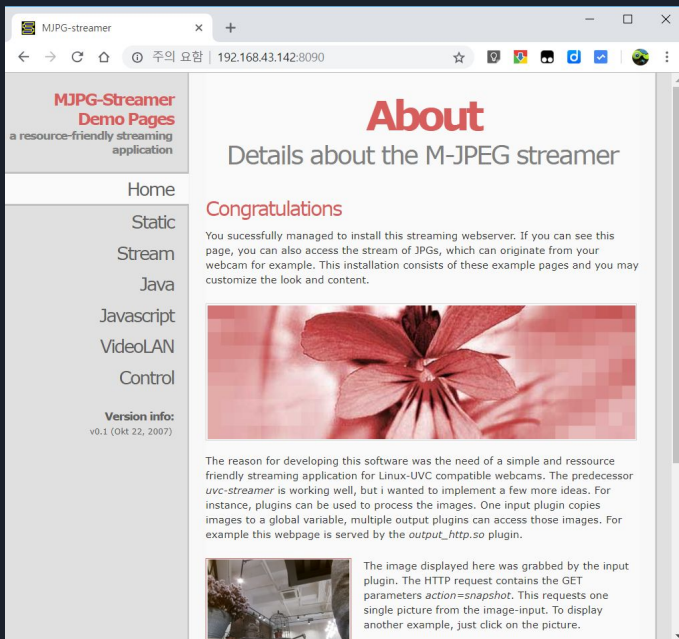 MJPG-streamer
주의 요함 | 192.168.43.142:8090
MJPG-Streamer
Demo Pages
a resource-friendly streaming
application
Home
Static
Stream
Java
Javascript
VideoLAN
Control
Version info:
v0.1 (Okt 22, 2007)
About
Details about the M-JPEG streamer
Congratulations
You sucessfully managed to install this streaming webserver. If you can see this
page, you can also access the stream of JPGs, which can originate from your
webcam for example. This installation consists of these example pages and you may
customize the look and content.
The reason for developing this software was the need of a simple and ressource
friendly streaming application for Linux-UVC compatible webcams. The predecessor
uvc-streamer is working well, but i wanted to implement a few more ideas. For
instance, plugins can be used to process the images. One input plugin copies
images to a global variable, multiple output plugins can access those images. For
example this webpage is served by the output_http.so plugin.
The image displayed here was grabbed by the input
plugin. The HTTP request contains the GET
parameters action=snapshot. This requests one
single picture from the image-input. To display
another example, just click on the picture.